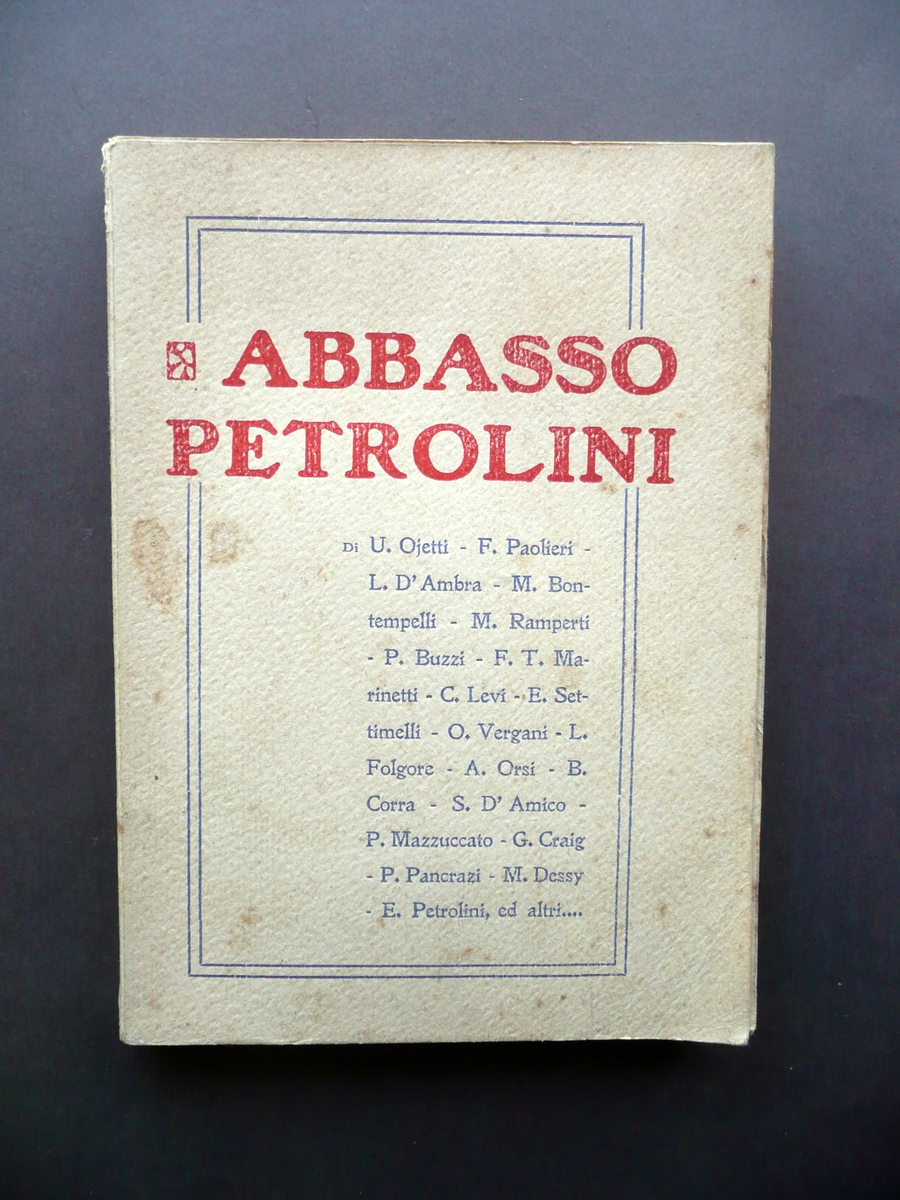 ABBASSO
PETROLINI
Di U. Ojetti - F. Paolieri -
L. D'Ambra - M. Bon-
tempelli - M. Ramperti
- P. Buzzi - F. T. Ma-
rinetti - C. Levi - E. Set-
timelli - O. Vergani - L.
Folgore - A. Orsi - B.
Corra - S. D'Amico -
P. Mazzuccato - G. Craig
- P. Pancrazi - M. Dessy
- E. Petrolini, ed altri....